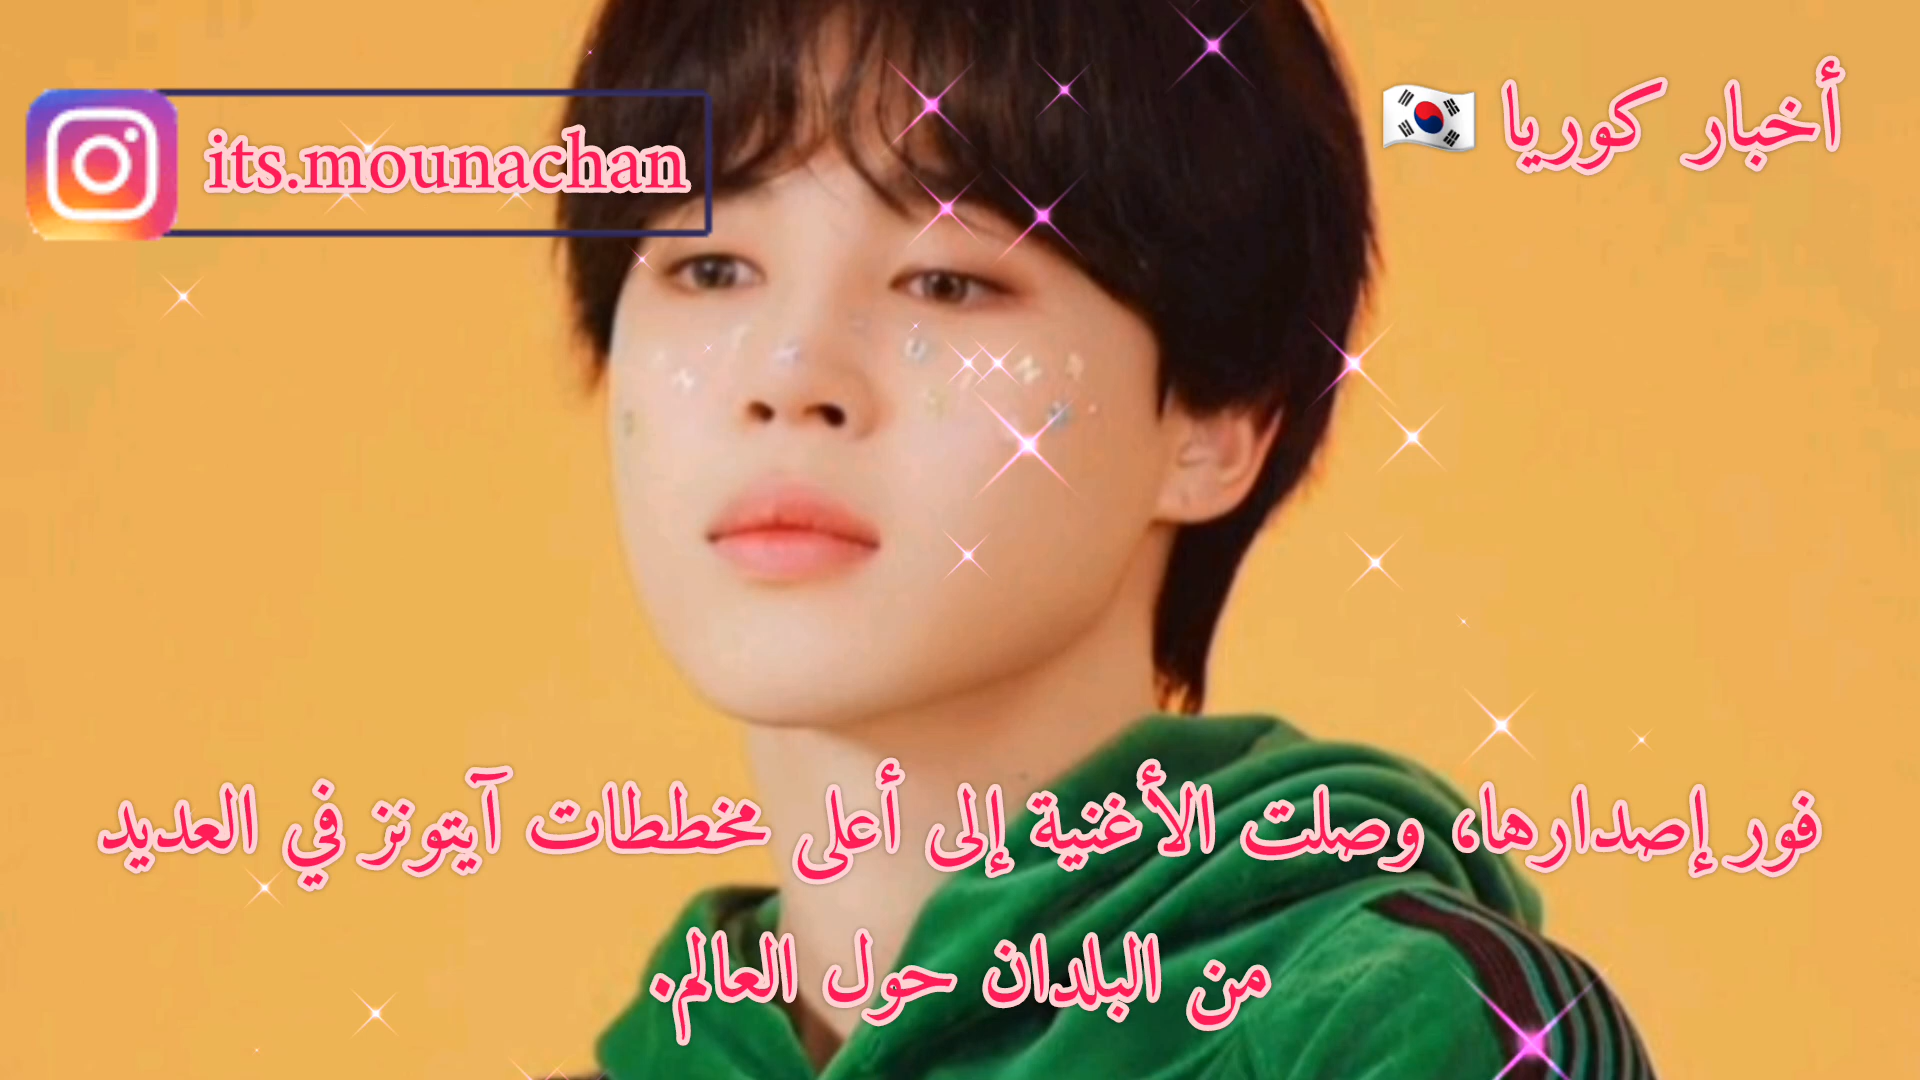 أخبار كوريا 🇰🇷
its.mounachan
فور إصدارها، وصلت الأغنية إلى أعلى مخططات آيتونز في العديد
من البلدان حول العالم.